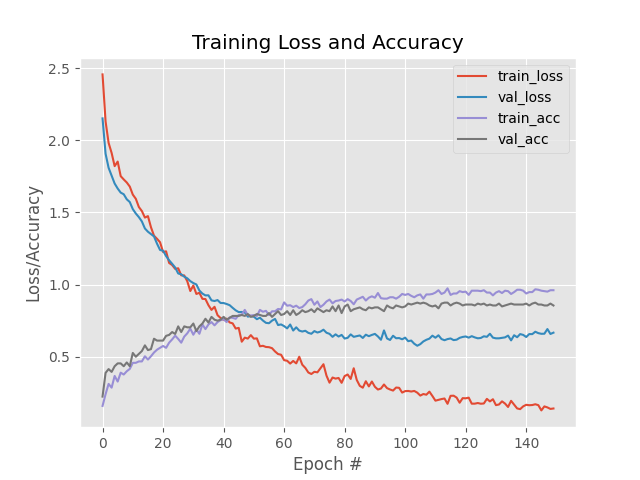 Training Loss and Accuracy
train_loss
val_loss
train_acc
val_acc
2.5
2.0
1.5
1.0
0.5
Loss/Accuracy
0 20 40 60 80 100 120 140
Epoch #